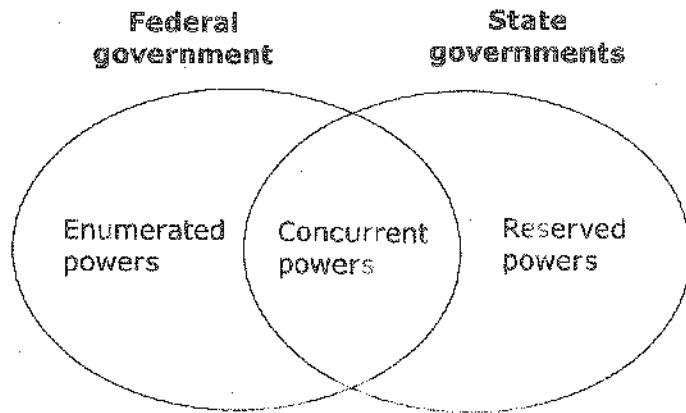 Federal
government
State
governments
Enumerated
powers
Concurrent
powers
Reserved
powers